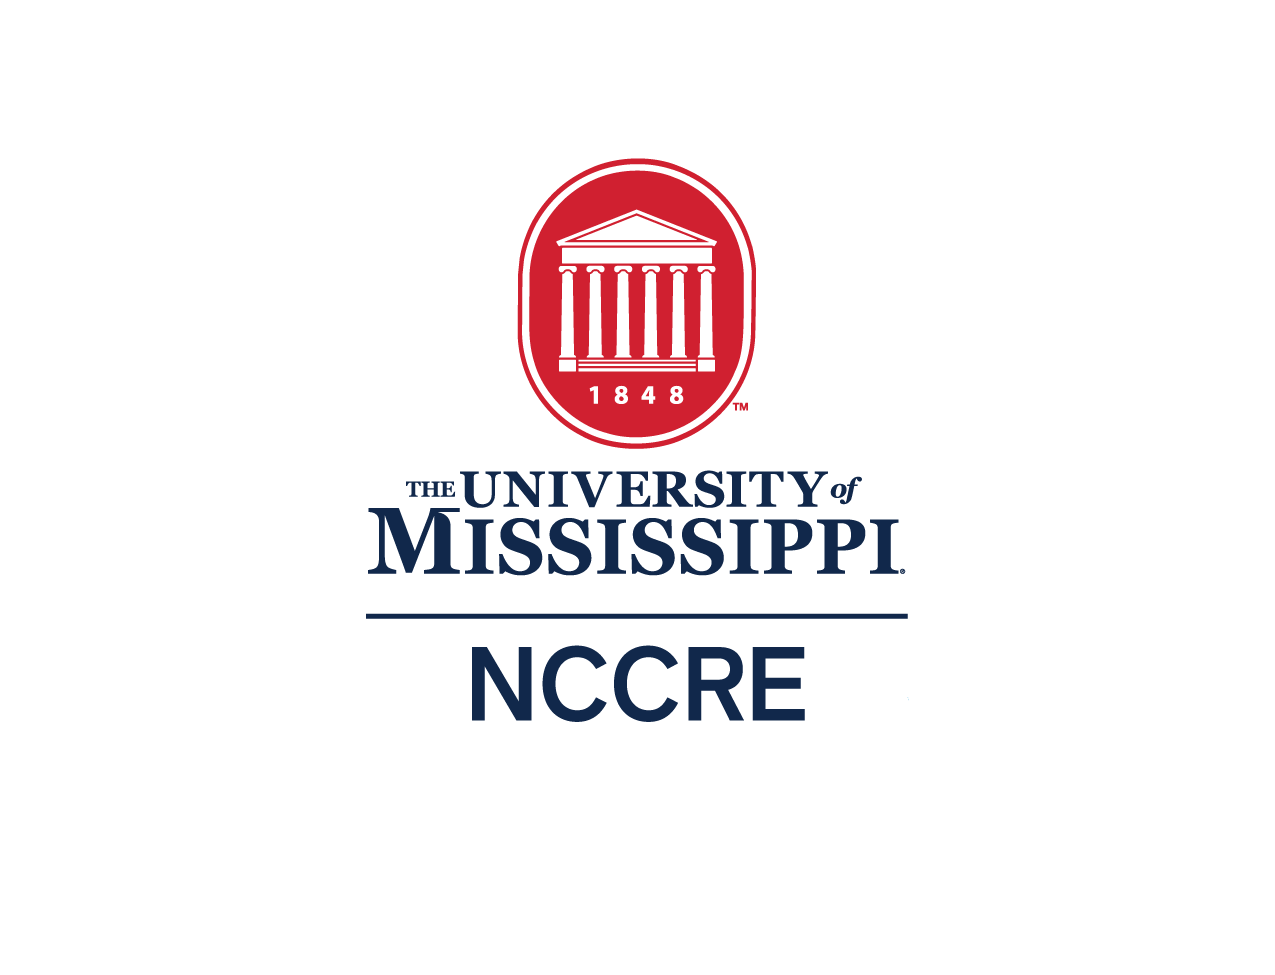 1848
™
THE UNIVERSITY of
MISSISSIPPI®
NCCRE